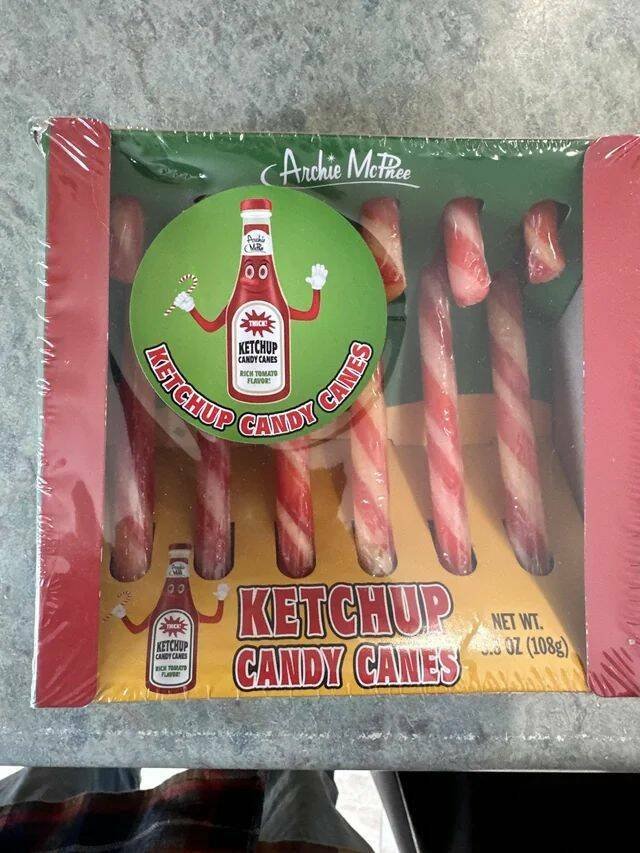 Archie McPhee
Archie
McPhee
THICK!
KETCHUP
CANDY CANES
RICH TOMATO
FLAVOR!
KETCHUP CANDY CANES
THICK!
KETCHUP
CANDY CANES
RICH TOMATO
FLAVOR!
KETCHUP
CANDY CANES
NET WT.
OZ (108g)